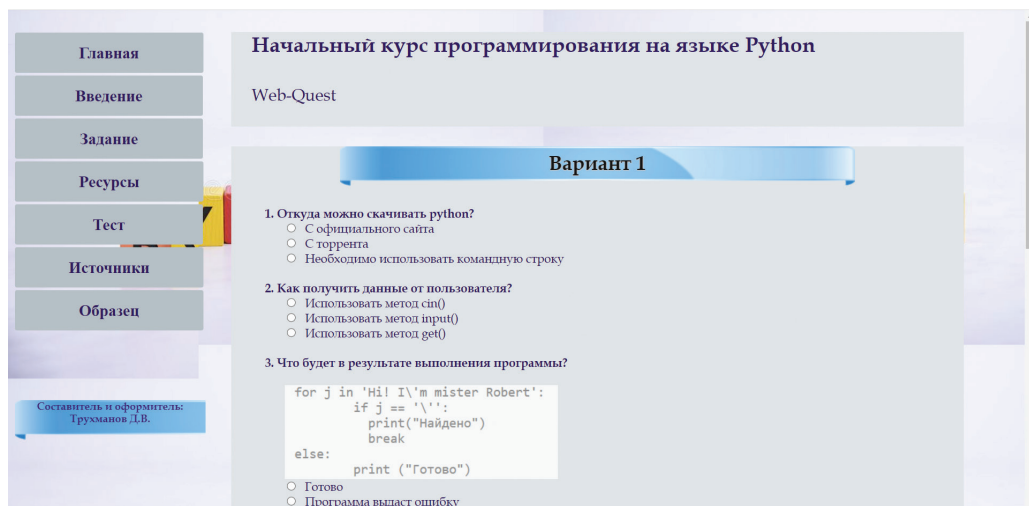 Главная
Введение
Задание
Ресурсы
Тест
Источники
Образец
Составитель и оформитель:
Трухманов Д.В.
Начальный курс программирования на языке Python
Web-Quest
Вариант 1
1. Откуда можно скачивать python?
С официального сайта
С торрента
Необходимо использовать командную строку
2. Как получить данные от пользователя?
Использовать метод cin()
Использовать метод input()
Использовать метод get()
3. Что будет в результате выполнения программы?
for j in 'Hi! I\'m mister Robert':
if j == '\'':
print("Найдено")
break
else:
print ("Готово")
Готово
Программа выдаст ошибку